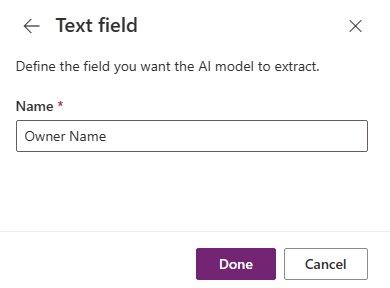 Text field
Define the field you want the AI model to extract.
Name *
Owner Name
Done Cancel